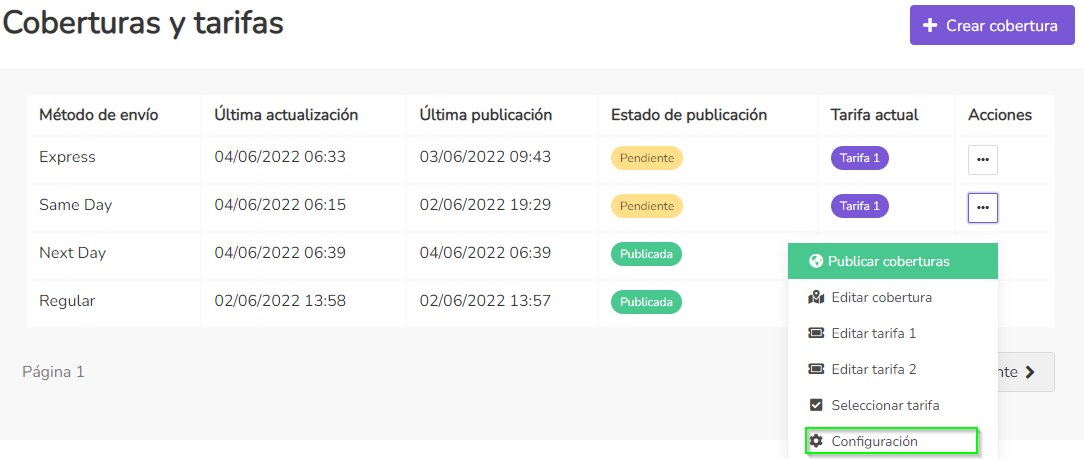 Coberturas y tarifas
Crear cobertura
Método de envío Última actualización Última publicación Estado de publicación Tarifa actual Acciones
Express 04/06/2022 06:33 03/06/2022 09:43 Pendiente Tarifa 1
Same Day 04/06/2022 06:15 02/06/2022 19:29 Pendiente Tarifa 1
Next Day 04/06/2022 06:39 04/06/2022 06:39 Publicada
Regular 02/06/2022 13:58 02/06/2022 13:57 Publicada
Publicar coberturas
Editar cobertura
Editar tarifa 1
Editar tarifa 2
Seleccionar tarifa
Configuración
Página 1
nte